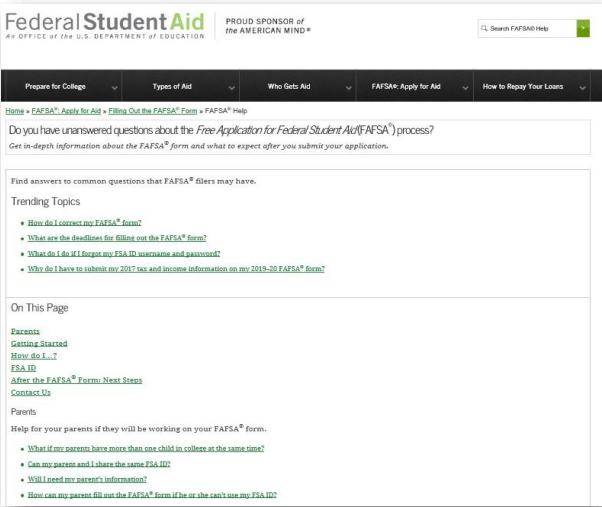 Federal Student Aid
An OFFICE of the U.S. DEPARTMENT of EDUCATION
PROUD SPONSOR of
the AMERICAN MIND®
Search FAFSA® Help
Prepare for College
Types of Aid
Who Gets Aid
FAFSA®: Apply for Aid
How to Repay Your Loans
Home » FAFSA®: Apply for Aid » Filling Out the FAFSA® Form » FAFSA® Help
Do you have unanswered questions about the Free Application for Federal Student Aid (FAFSA®) process?
Get in-depth information about the FAFSA® form and what to expect after you submit your application.
Find answers to common questions that FAFSA® filers may have.
Trending Topics
• How do I correct my FAFSA® form?
• What are the deadlines for filling out the FAFSA® form?
• What do I do if I forgot my FSA ID username and password?
• Why do I have to submit my 2017 tax and income information on my 2019–20 FAFSA® form?
On This Page
Parents
Getting Started
How do I...?
FSA ID
After the FAFSA® Form: Next Steps
Contact Us
Parents
Help for your parents if they will be working on your FAFSA® form.
• What if my parents have more than one child in college at the same time?
• Can my parent and I share the same FSA ID?
• Will I need my parent's information?
• How can my parent fill out the FAFSA® form if he or she can't use my FSA ID?